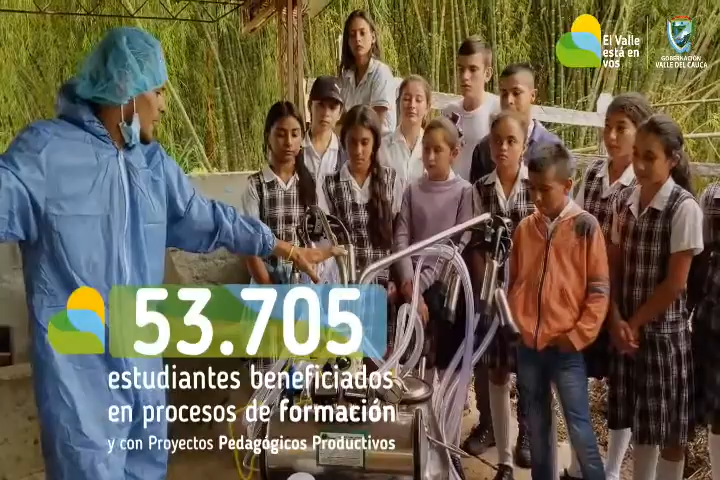 El Valle
está en
vos
GOBERNACIÓN
VALLE DEL CAUCA
53.705
estudiantes beneficiados
en procesos de formación
y con Proyectos Pedagógicos Productivos